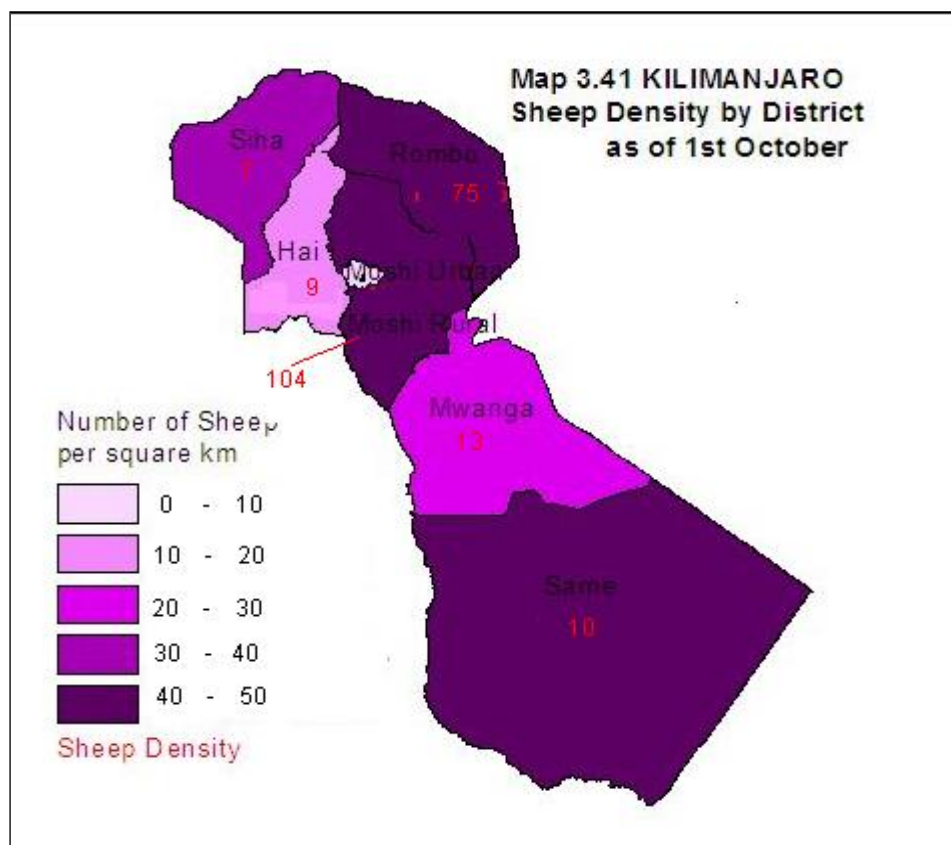 Map 3.41 KILIMANJARO
Sheep Density by District
as of 1st October
Siha
7
Rombo
75
Hai
9
Moshi Urban
Moshi Rural
104
Mwanga
13
Same
10
Number of Sheep
per square km
0 - 10
10 - 20
20 - 30
30 - 40
40 - 50
Sheep Density